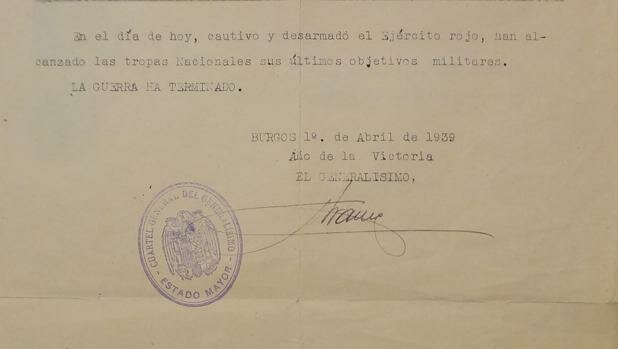 En el día de hoy, cautivo y desarmadó el Ejército rojo, han al-
canzado las tropas Nacionales sus últimos objetivos militares.
LA GUERRA HA TERMINADO.
BURGOS 1º. de Abril de 1939
Año de la Victoria
EL GENERALISIMO,
Franco
CUARTEL GENERAL DEL GENERALISIMO
- ESTADO MAYOR -